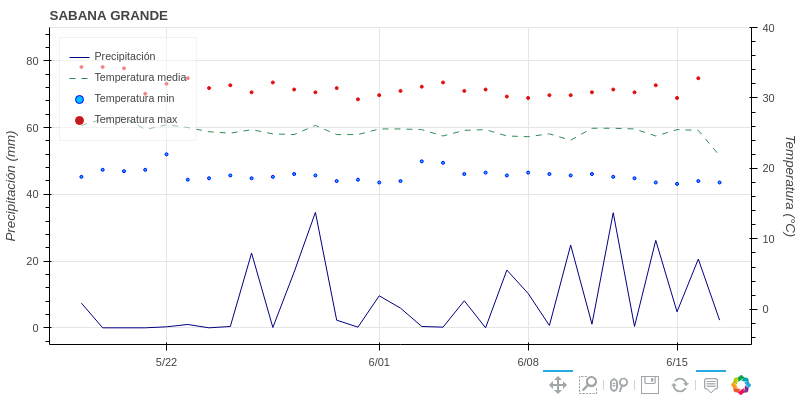 SABANA GRANDE
Precipitación
Temperatura media
Temperatura min
Temperatura max
80
60
40
20
0
Precipitación (mm)
40
30
20
10
0
Temperatura (°C)
5/22
6/01
6/08
6/15